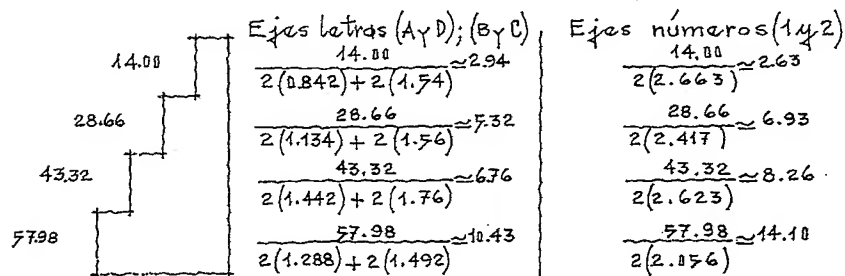 Ejes letras (A y D); (B y C) Ejes números (1 y 2)
14.00 14.00/2(0.842)+2(1.54) ≃ 2.94 14.00/2(2.663) ≃ 2.63
28.66 28.66/2(1.134)+2(1.56) ≃ 5.32 28.66/2(2.417) ≃ 6.93
43.32 43.32/2(1.442)+2(1.76) ≃ 6.76 43.32/2(2.623) ≃ 8.26
57.98 57.98/2(1.288)+2(1.492) ≃ 10.43 57.98/2(2.056) ≃ 14.10